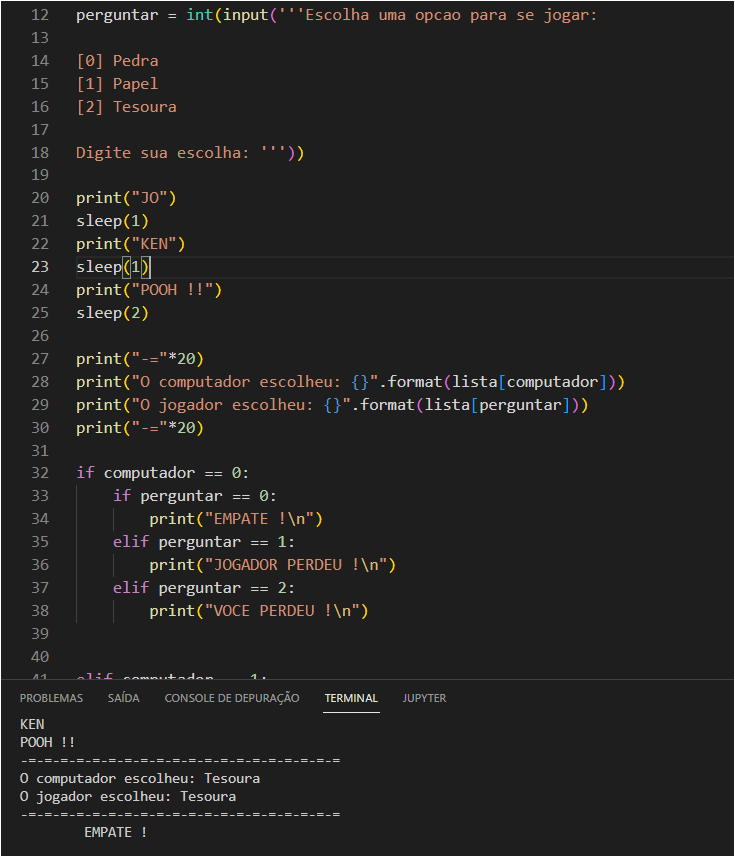 12 perguntar = int(input('''Escolha uma opcao para se jogar:
13
14 [0] Pedra
15 [1] Papel
16 [2] Tesoura
17
18 Digite sua escolha: '''))
19
20 print("JO")
21 sleep(1)
22 print("KEN")
23 sleep(1)
24 print("POOH !!")
25 sleep(2)
26
27 print("-="*20)
28 print("O computador escolheu: {}".format(lista[computador]))
29 print("O jogador escolheu: {}".format(lista[perguntar]))
30 print("-="*20)
31
32 if computador == 0:
33     if perguntar == 0:
34         print("EMPATE !\n")
35     elif perguntar == 1:
36         print("JOGADOR PERDEU !\n")
37     elif perguntar == 2:
38         print("VOCE PERDEU !\n")
39
40
41 elif computador == 1:
PROBLEMAS SAÍDA CONSOLE DE DEPURAÇÃO TERMINAL JUPYTER
KEN
POOH !!
-=-=-=-=-=-=-=-=-=-=-=-=-=-=-=-=-=-=-=-=
O computador escolheu: Tesoura
O jogador escolheu: Tesoura
-=-=-=-=-=-=-=-=-=-=-=-=-=-=-=-=-=-=-=-=
        EMPATE !